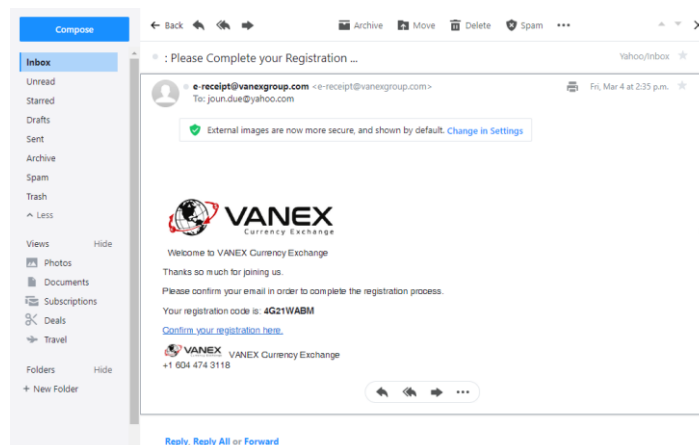 Compose
Back
Archive
Move
Delete
Spam
: Please Complete your Registration ...
Yahoo/Inbox
Inbox
Unread
Starred
Drafts
Sent
Archive
Spam
Trash
Less
Views Hide
Photos
Documents
Subscriptions
Deals
Travel
Folders Hide
+ New Folder
e-receipt@vanexgroup.com <e-receipt@vanexgroup.com>
Fri, Mar 4 at 2:35 p.m.
To: joun.due@yahoo.com
External images are now more secure, and shown by default. Change in Settings
VANEX
Currency Exchange
Welcome to VANEX Currency Exchange
Thanks so much for joining us.
Please confirm your email in order to complete the registration process.
Your registration code is: 4G21WABM
Confirm your registration here.
VANEX VANEX Currency Exchange
+1 604 474 3118
Reply, Reply All or Forward